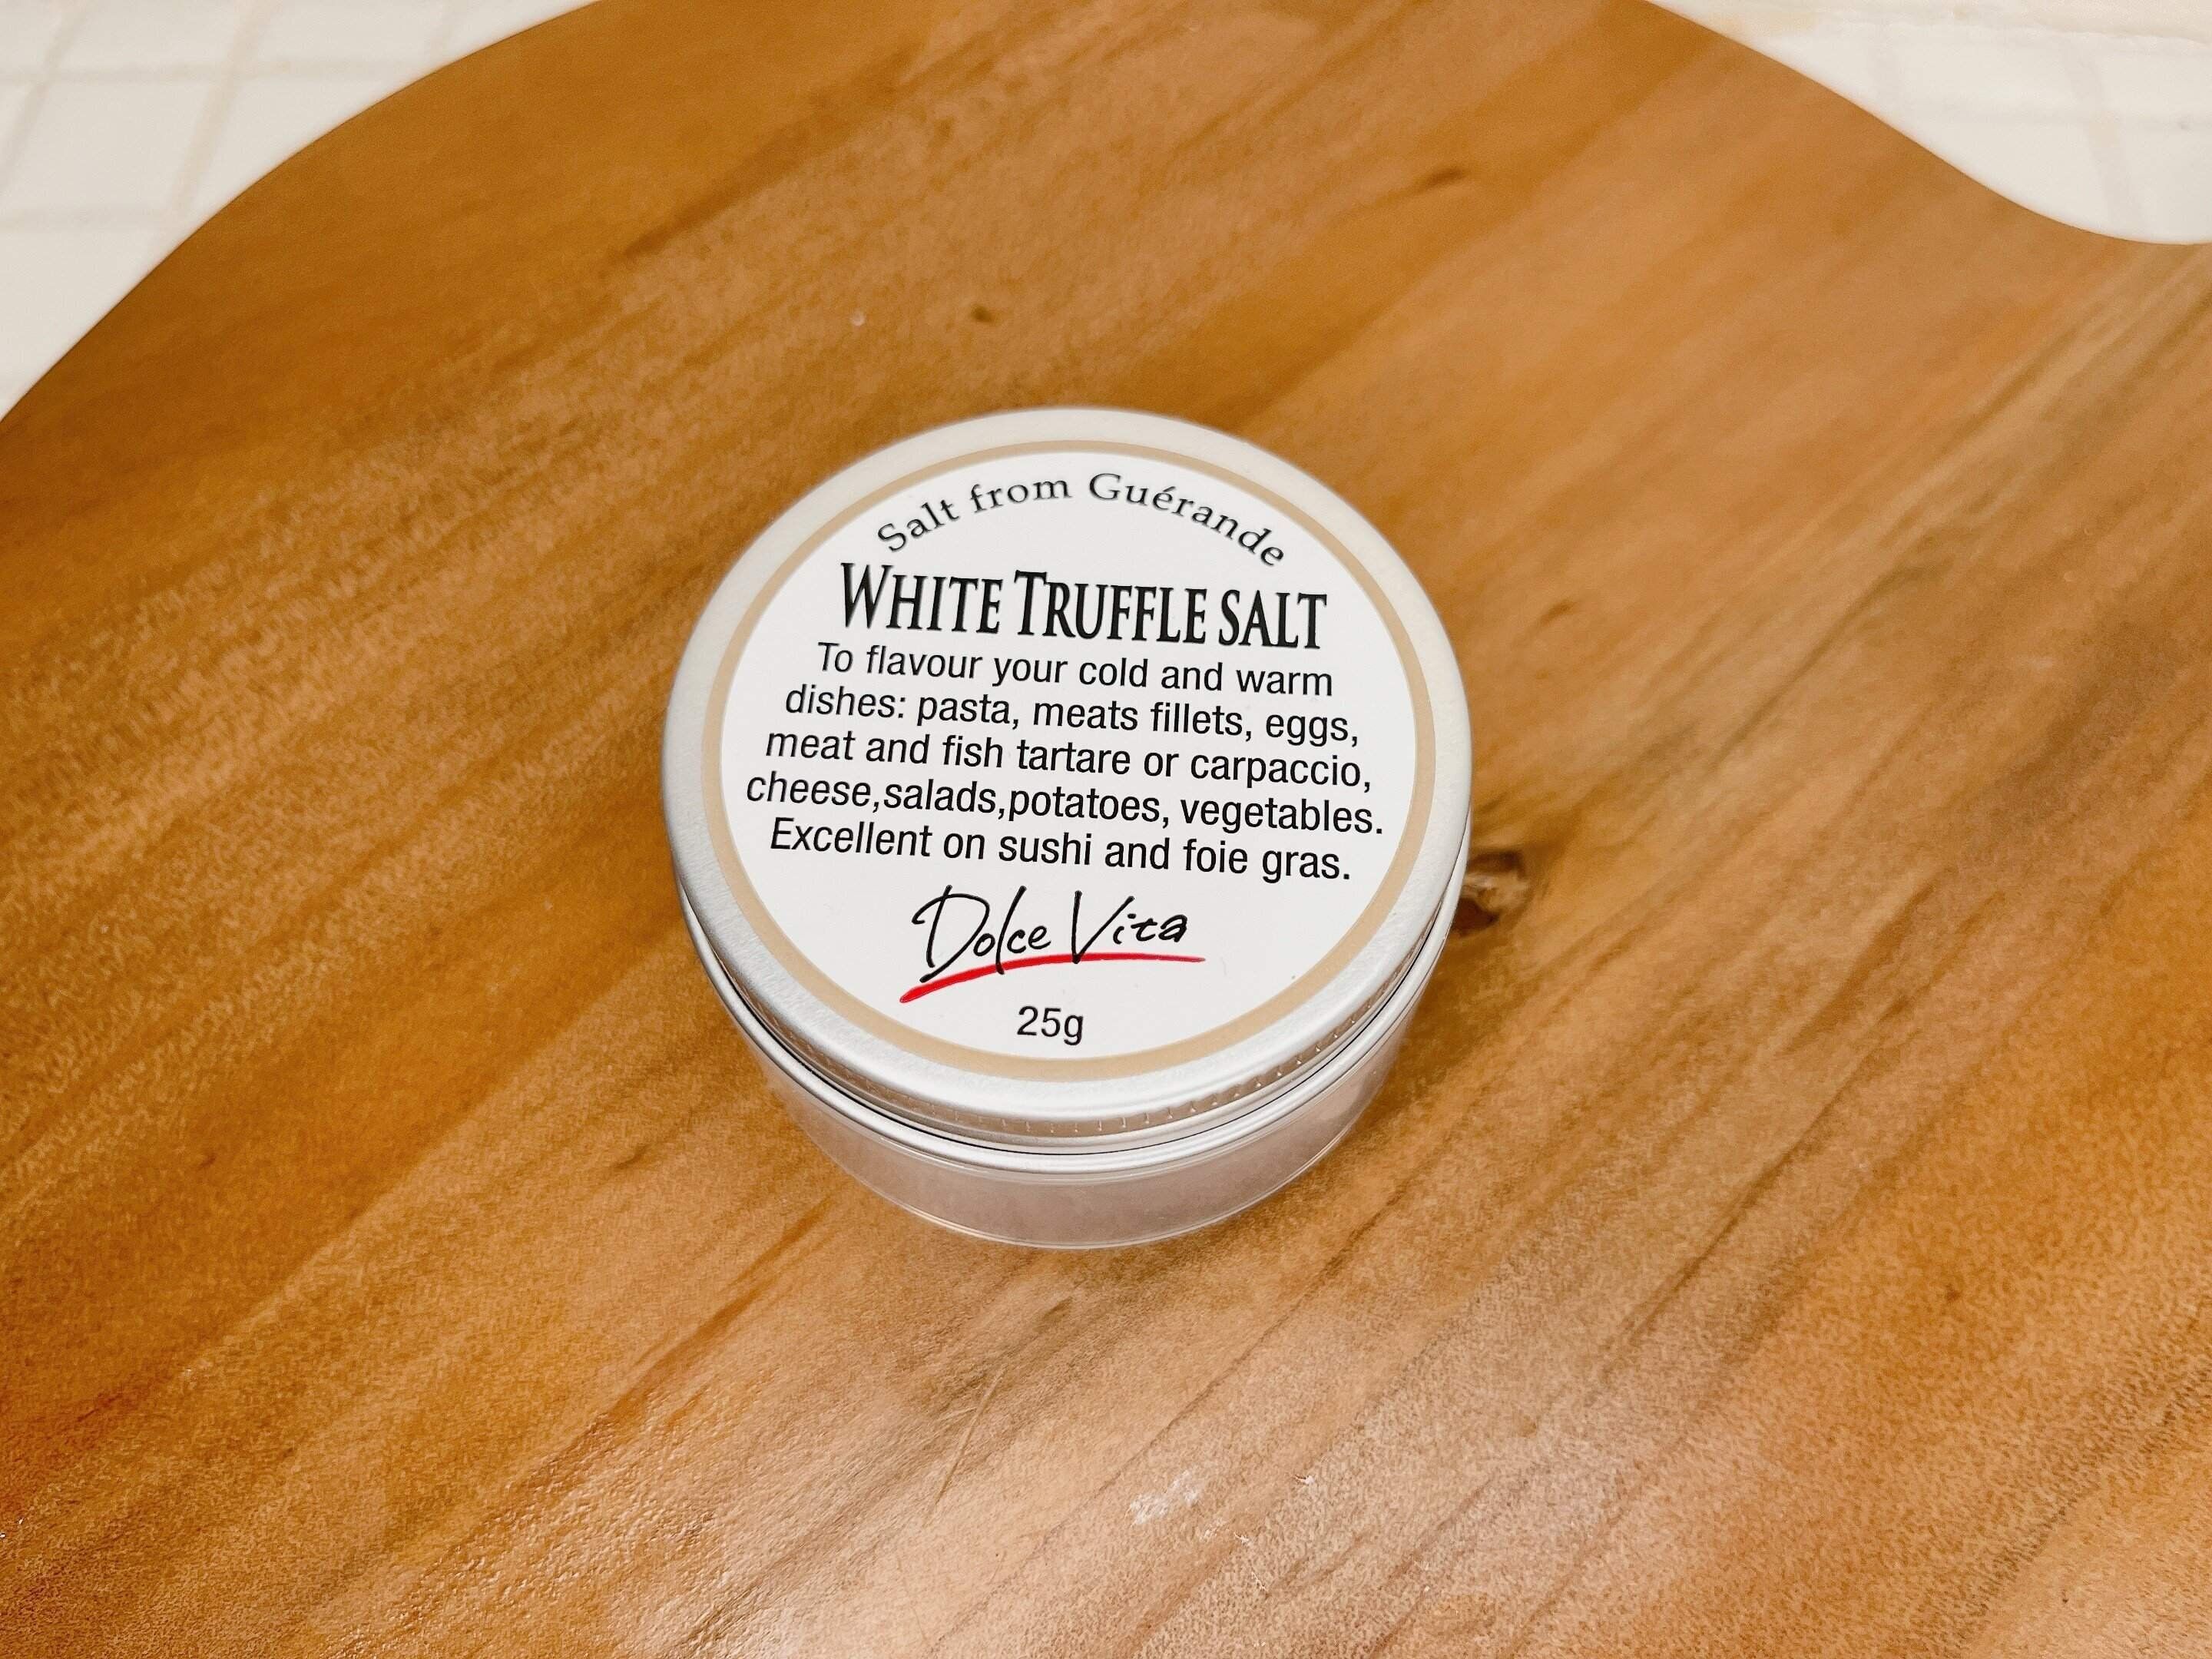 Salt from Guérande
WHITE TRUFFLE SALT
To flavour your cold and warm
dishes: pasta, meats fillets, eggs,
meat and fish tartare or carpaccio,
cheese,salads,potatoes, vegetables.
Excellent on sushi and foie gras.
Dolce Vita
25g